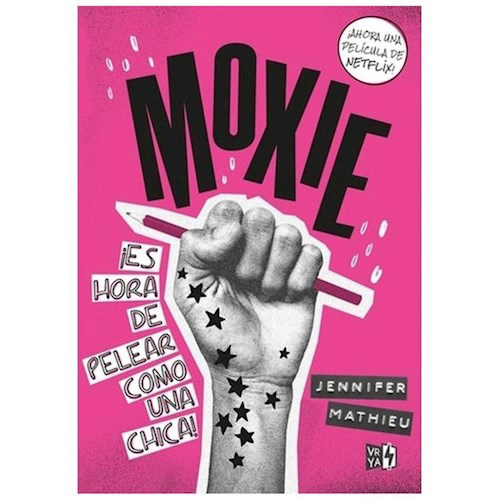 ¡AHORA UNA
PELÍCULA DE
NETFLIX!
MOXIE
¡ES
HORA
DE
PELEAR
COMO
UNA
CHICA!
JENNIFER
MATHIEU
VR
YA